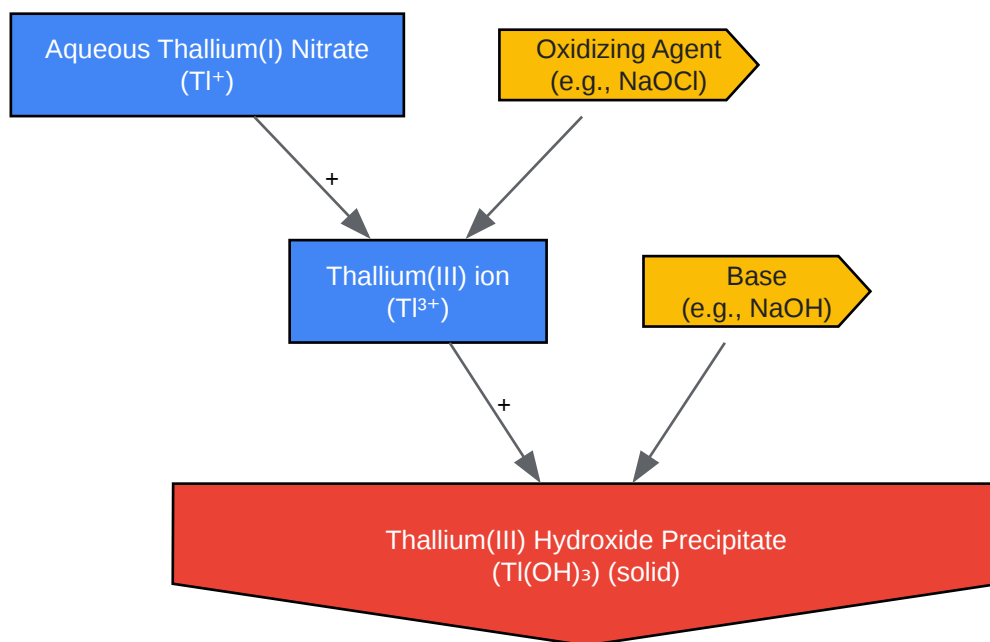 Aqueous Thallium(I) Nitrate
(Tl⁺)
Oxidizing Agent
(e.g., NaOCl)
+
Thallium(III) ion
(Tl³⁺)
Base
(e.g., NaOH)
+
Thallium(III) Hydroxide Precipitate
(Tl(OH)₃) (solid)